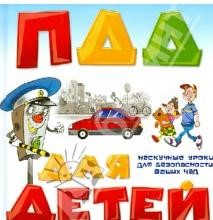 ПДД
ДЛЯ
НЕСКУЧНЫЕ УРОКИ
ДЛЯ БЕЗОПАСНОСТИ
ВАШИХ ЧАД
ДЕТЕЙ